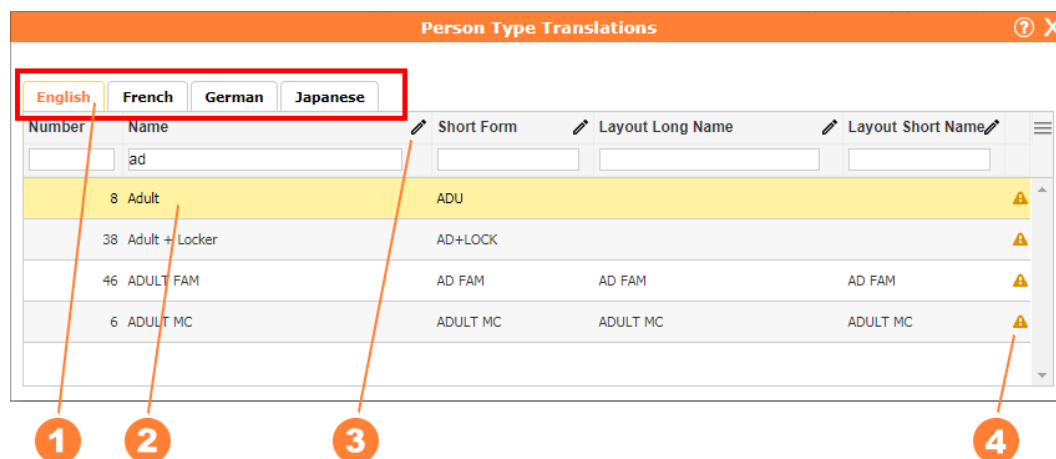 Person Type Translations ? X
English French German Japanese
Number Name Short Form Layout Long Name Layout Short Name
ad
8 Adult ADU
38 Adult + Locker AD+LOCK
46 ADULT FAM AD FAM AD FAM AD FAM
6 ADULT MC ADULT MC ADULT MC ADULT MC
1 2 3 4